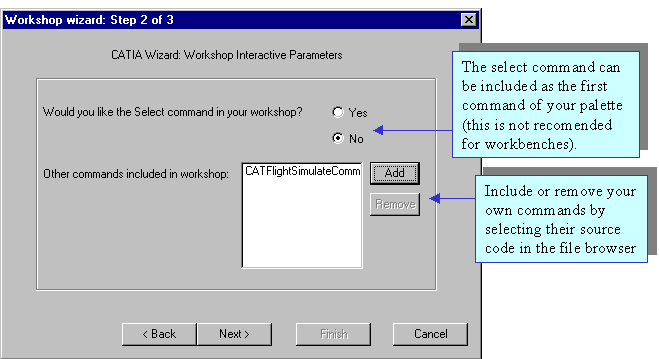 Workshop wizard: Step 2 of 3
CATIA Wizard: Workshop Interactive Parameters
Would you like the Select command in your workshop?
Yes
No
Other commands included in workshop:
CATFlightSimulateComm
Add
Remove
< Back
Next >
Finish
Cancel
The select command can
be included as the first
command of your palette
(this is not recomended
for workbenches).
Include or remove your
own commands by
selecting their source
code in the file browser